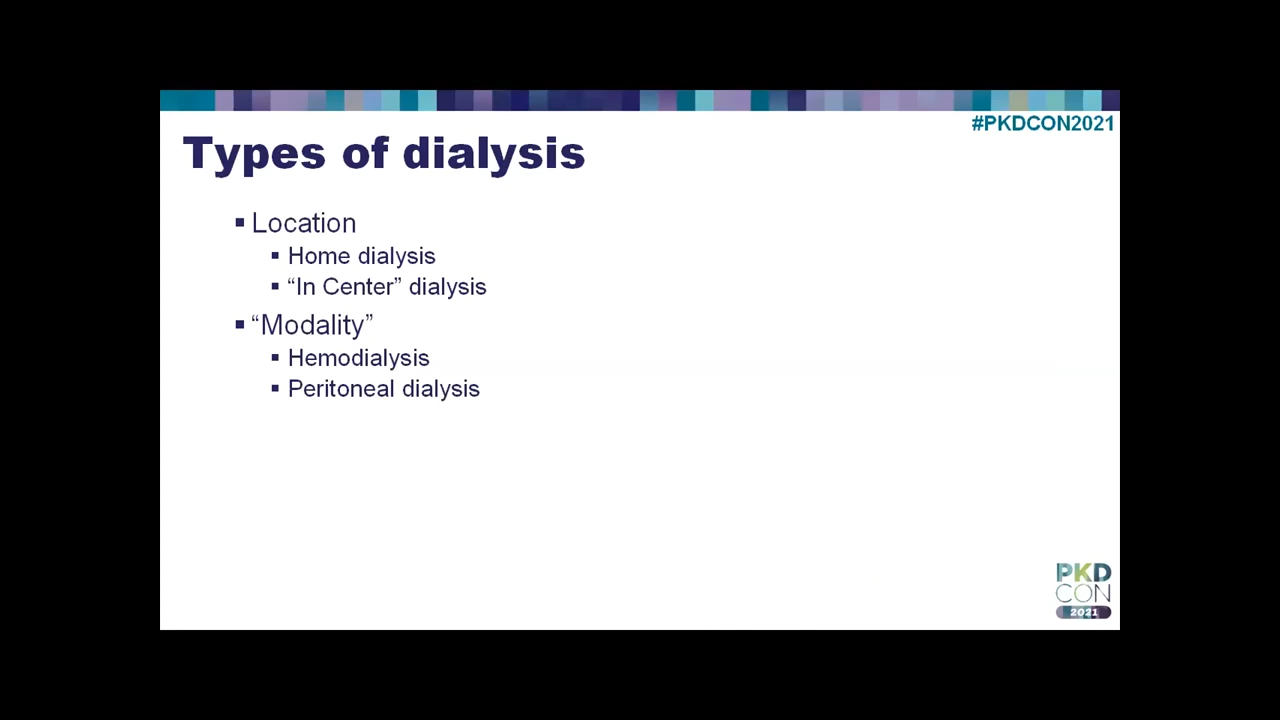 #PKDCON2021
Types of dialysis
▪ Location
▪ Home dialysis
▪ “In Center” dialysis
▪ “Modality”
▪ Hemodialysis
▪ Peritoneal dialysis
PKD
CON
2021